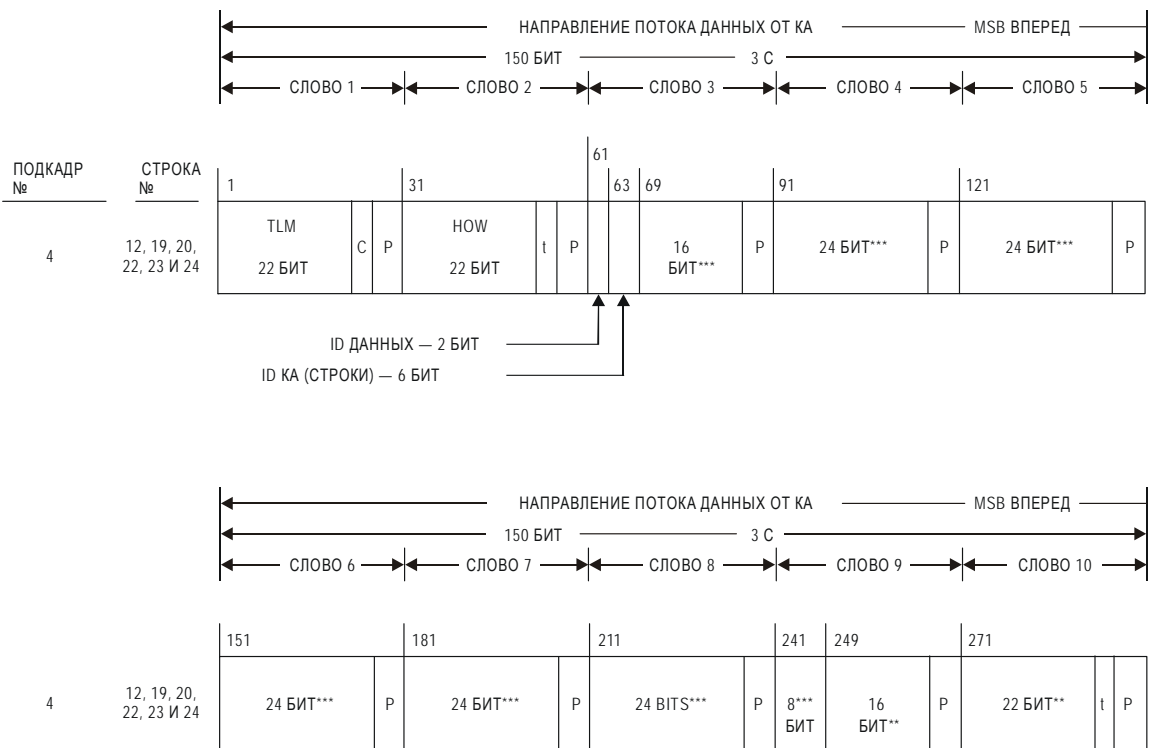 НАПРАВЛЕНИЕ ПОТОКА ДАННЫХ ОТ КА MSB ВПЕРЕД
150 БИТ 3 С
СЛОВО 1 СЛОВО 2 СЛОВО 3 СЛОВО 4 СЛОВО 5
ПОДКАДР № СТРОКА №
1 31 61 63 69 91 121
4
12, 19, 20,
22, 23 И 24
TLM
22 БИТ
C
P
HOW
22 БИТ
t
P
16
БИТ***
P
24 БИТ***
P
24 БИТ***
P
ID ДАННЫХ — 2 БИТ
ID КА (СТРОКИ) — 6 БИТ
НАПРАВЛЕНИЕ ПОТОКА ДАННЫХ ОТ КА MSB ВПЕРЕД
150 БИТ 3 С
СЛОВО 6 СЛОВО 7 СЛОВО 8 СЛОВО 9 СЛОВО 10
151 181 211 241 249 271
4
12, 19, 20,
22, 23 И 24
24 БИТ***
P
24 БИТ***
P
24 BITS***
P
8***
БИТ
16
БИТ**
P
22 БИТ**
t
P